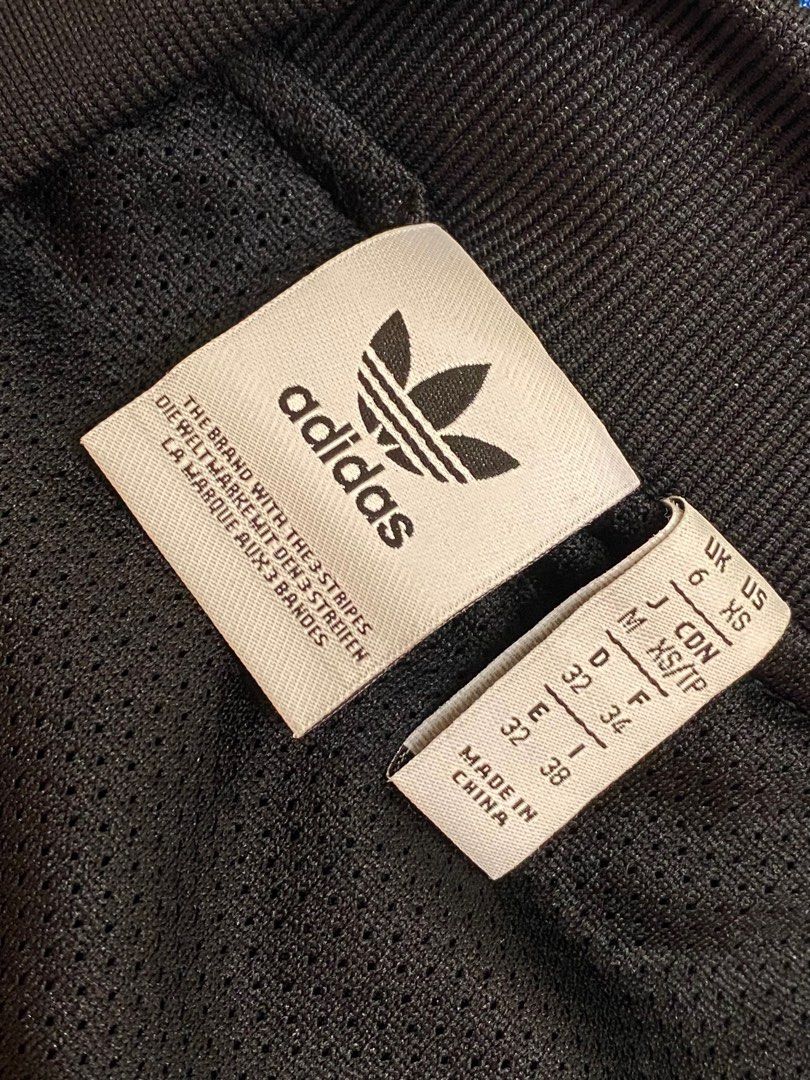 adidas
THE BRAND WITH THE 3 STRIPES
DIE WELTMARKE MIT DEN 3 STREIFEN
LA MARQUE AUX 3 BANDES
UK US
6 XS
J CDN
M XS/TP
D F
32 34
E I
32 38
MADE IN
CHINA